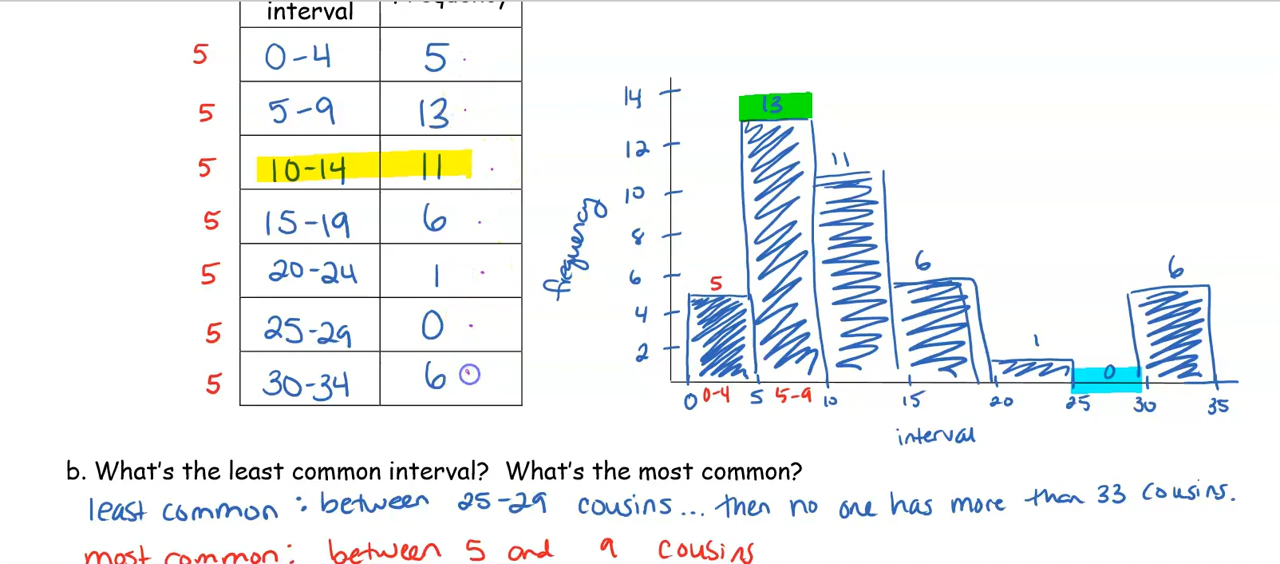 interval
5 0-4 5
5 5-9 13
5 10-14 11
5 15-19 6
5 20-24 1
5 25-29 0
5 30-34 6
14
12
10
8
6
4
2
frequency
5
13
11
6
1
0
6
0 0-4 5 5-9 10 15 20 25 30 35
interval
b. What's the least common interval? What's the most common?
least common : between 25-29 cousins... then no one has more than 33 cousins.
most common: between 5 and 9 cousins